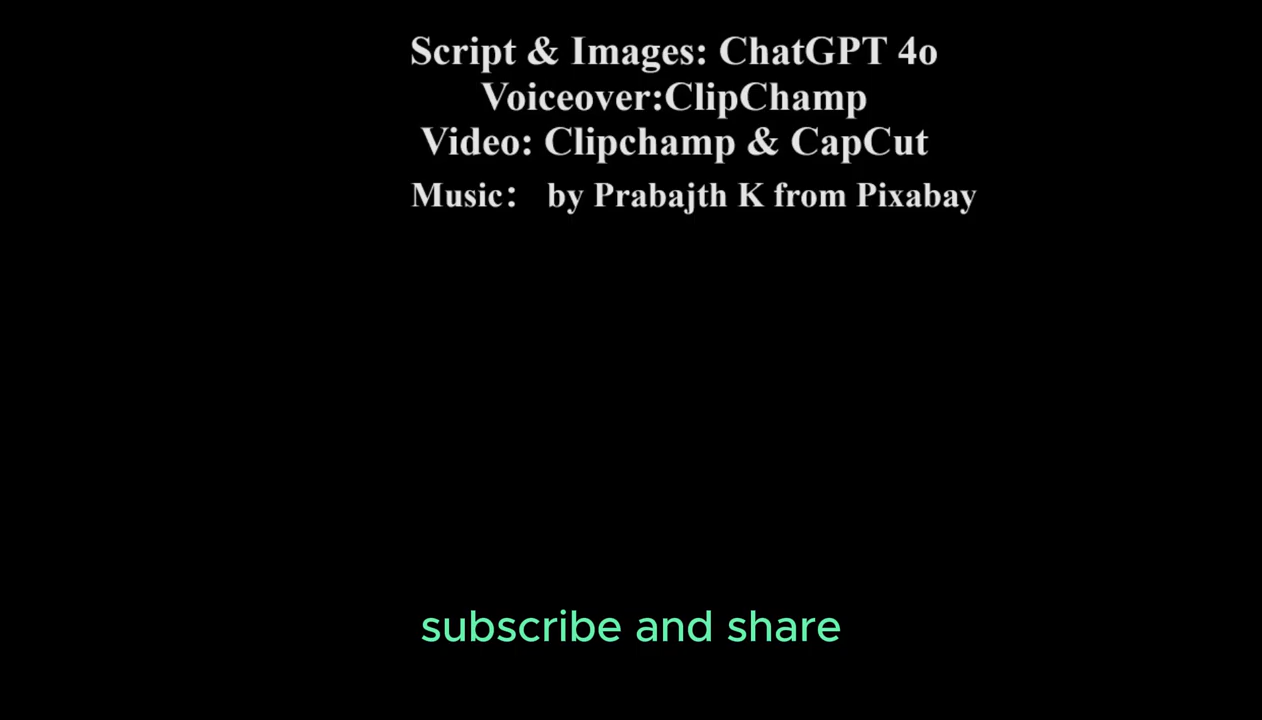 Script & Images: ChatGPT 4o
Voiceover:ClipChamp
Video: Clipchamp & CapCut
Music： by Prabajth K from Pixabay
subscribe and share